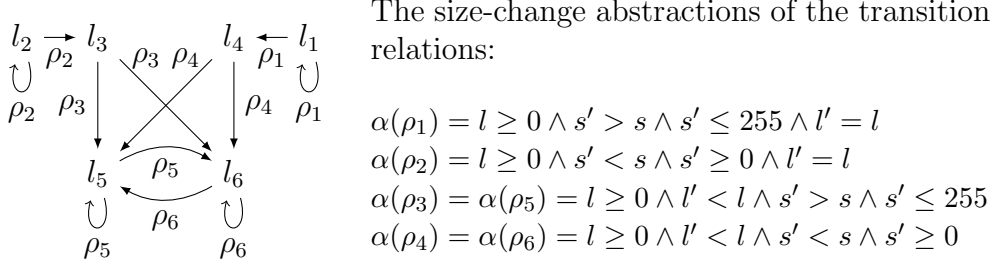 l₂ l₃ l₄ l₁
ρ₂ ρ₃ ρ₄ ρ₁
ρ₂ ρ₁
ρ₃ ρ₄
l₅ ρ₅ l₆
ρ₆
ρ₅ ρ₆
The size-change abstractions of the transition
relations:
α(ρ₁) = l ≥ 0 ∧ s′ > s ∧ s′ ≤ 255 ∧ l′ = l
α(ρ₂) = l ≥ 0 ∧ s′ < s ∧ s′ ≥ 0 ∧ l′ = l
α(ρ₃) = α(ρ₅) = l ≥ 0 ∧ l′ < l ∧ s′ > s ∧ s′ ≤ 255
α(ρ₄) = α(ρ₆) = l ≥ 0 ∧ l′ < l ∧ s′ < s ∧ s′ ≥ 0